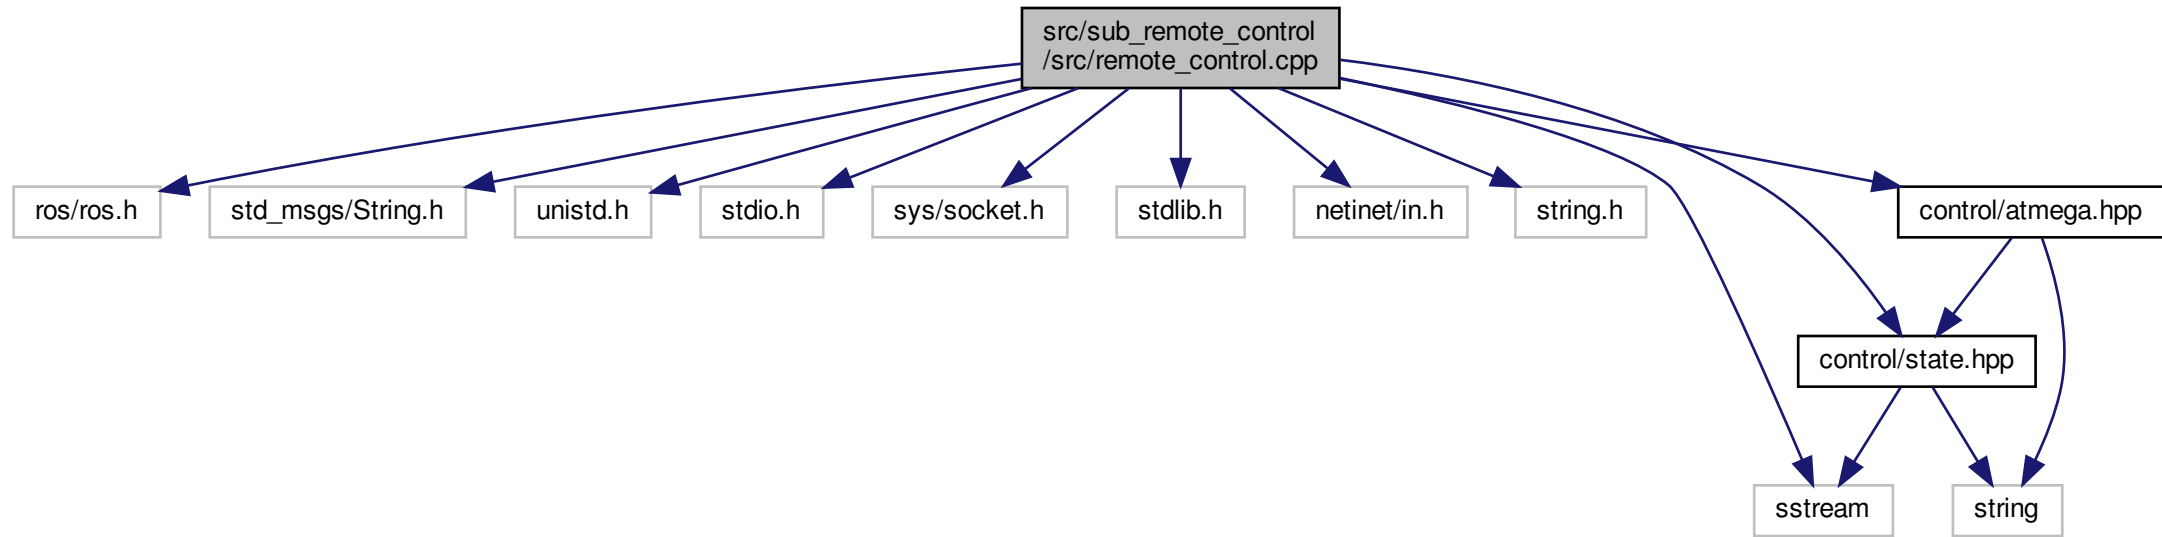 src/sub_remote_control
/src/remote_control.cpp
ros/ros.h
std_msgs/String.h
unistd.h
stdio.h
sys/socket.h
stdlib.h
netinet/in.h
string.h
control/atmega.hpp
control/state.hpp
sstream
string